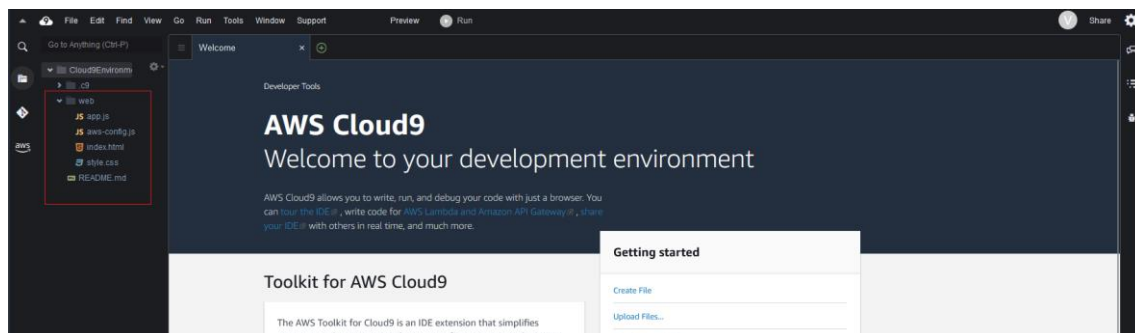 File Edit Find View Go Run Tools Window Support Preview Run V Share
Go to Anything (Ctrl-P)
Welcome
Cloud9Environm
.c9
web
JS app.js
JS aws-config.js
index.html
style.css
README.md
aws
Developer Tools
AWS Cloud9
Welcome to your development environment
AWS Cloud9 allows you to write, run, and debug your code with just a browser. You
can tour the IDE , write code for AWS Lambda and Amazon API Gateway , share
your IDE with others in real time, and much more.
Getting started
Create File
Upload Files...
Toolkit for AWS Cloud9
The AWS Toolkit for Cloud9 is an IDE extension that simplifies